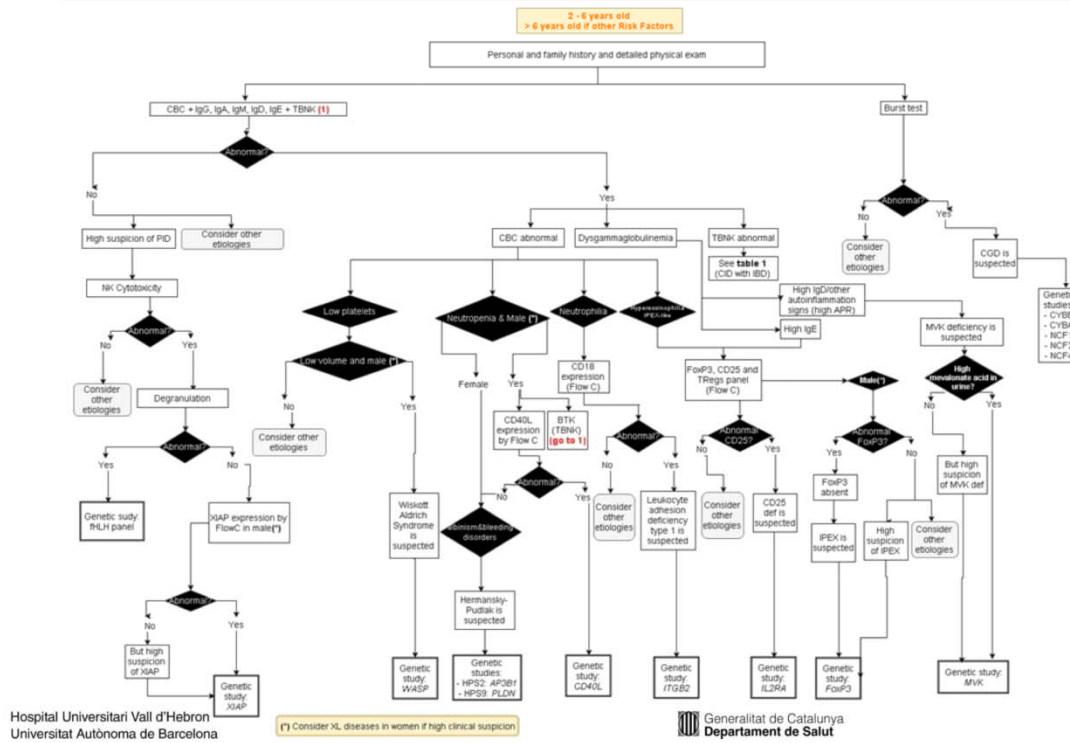 2 - 6 years old
> 6 years old if other Risk Factors
Personal and family history and detailed physical exam
CBC + IgG, IgA, IgM, IgD, IgE + TBNK (1)
Burst test
Abnormal?
Abnormal?
No
Yes
No
Yes
High suspicion of PID
Consider other
etiologies
CBC abnormal
Dysgammaglobulinemia
TBNK abnormal
Consider
other
etiologies
CGD is
suspected
See table 1
(CID with IBD)
NK Cytotoxicity
High IgD/other
autoinflammation
signs (high APR)
Genetic
studies
- CYBB
- CYBA
- NCF1
- NCF2
- NCF4
Low platelets
Neutropenia & Male (*)
Neutrophilia
High IgE
MVK deficiency is
suspected
Abnormal?
No
Yes
Low volume and male (*)
CD18
expression
(Flow C)
FoxP3, CD25 and
TRegs panel
(Flow C)
Male(*)
High
mevalonate acid in
urine?
Consider
other
etiologies
Degranulation
Female
Yes
No
Yes
Consider other
etiologies
CD40L
expression
by Flow C
BTK
(TBNK)
(go to 1)
Abnormal?
Abnormal
CD25?
Abnormal
FoxP3?
No
Yes
Abnormal?
Yes
No
Abnormal?
No
Yes
No
Yes
No
Yes
Yes
No
But high
suspicion
of MVK def
Genetic sudy:
fHLH panel
XIAP expression by
FlowC in male(*)
Wiskott
Aldrich
Syndrome
is
suspected
No
Yes
Consider
other
etiologies
Leukocyte
adhesion
deficiency
type 1 is
suspected
Consider
other
etiologies
CD25
def is
suspected
FoxP3
absent
IPEX is
suspected
High
suspicion
of IPEX
Consider
other
etiologies
Hermansky-
Pudlak is
suspected
Abnormal?
No
Yes
But high
suspicion
of XIAP
Genetic
study:
XIAP
Genetic
study:
WASP
Genetic
studies:
- HPS2: AP3B1
- HPS9: PLDN
Genetic
study:
CD40L
Genetic
study:
ITGB2
Genetic
study:
IL2RA
Genetic
study:
FoxP3
Genetic study:
MVK
Hospital Universitari Vall d'Hebron
Universitat Autònoma de Barcelona
(*) Consider XL diseases in women if high clinical suspicion
Generalitat de Catalunya
Departament de Salut